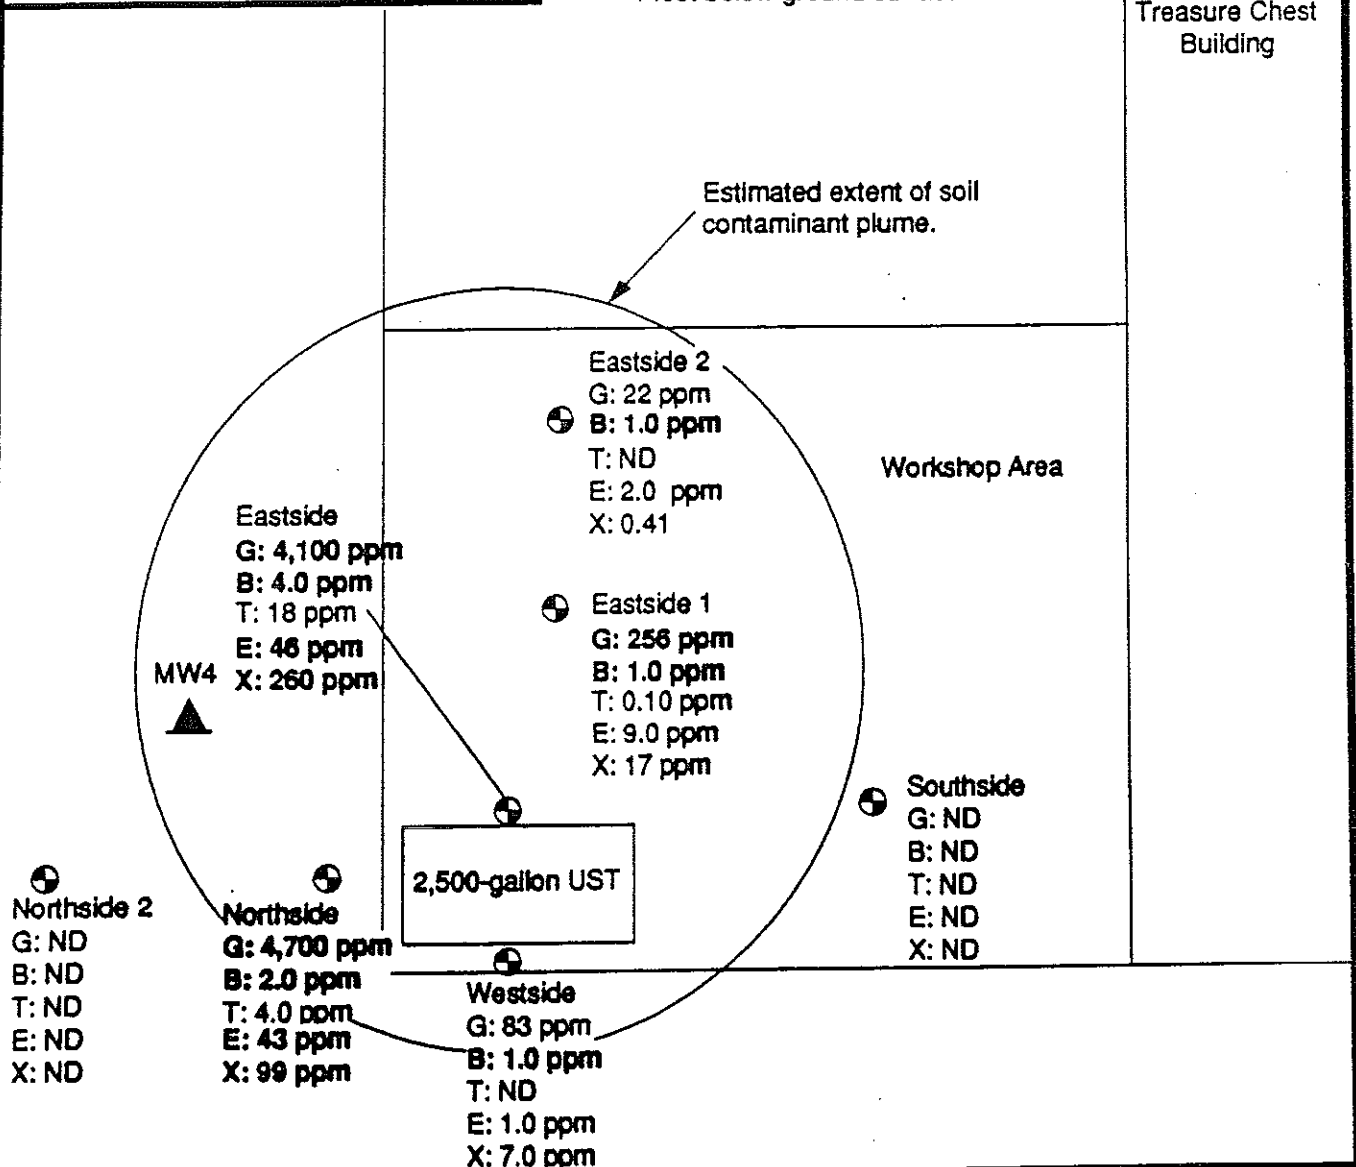 Treasure Chest
Building
Estimated extent of soil
contaminant plume.
Eastside 2
G: 22 ppm
B: 1.0 ppm
T: ND
E: 2.0 ppm
X: 0.41
Workshop Area
Eastside
G: 4,100 ppm
B: 4.0 ppm
T: 18 ppm
E: 46 ppm
X: 260 ppm
MW4
Eastside 1
G: 256 ppm
B: 1.0 ppm
T: 0.10 ppm
E: 9.0 ppm
X: 17 ppm
Southside
G: ND
B: ND
T: ND
E: ND
X: ND
2,500-gallon UST
Northside 2
G: ND
B: ND
T: ND
E: ND
X: ND
Northside
G: 4,700 ppm
B: 2.0 ppm
T: 4.0 ppm
E: 43 ppm
X: 99 ppm
Westside
G: 83 ppm
B: 1.0 ppm
T: ND
E: 1.0 ppm
X: 7.0 ppm